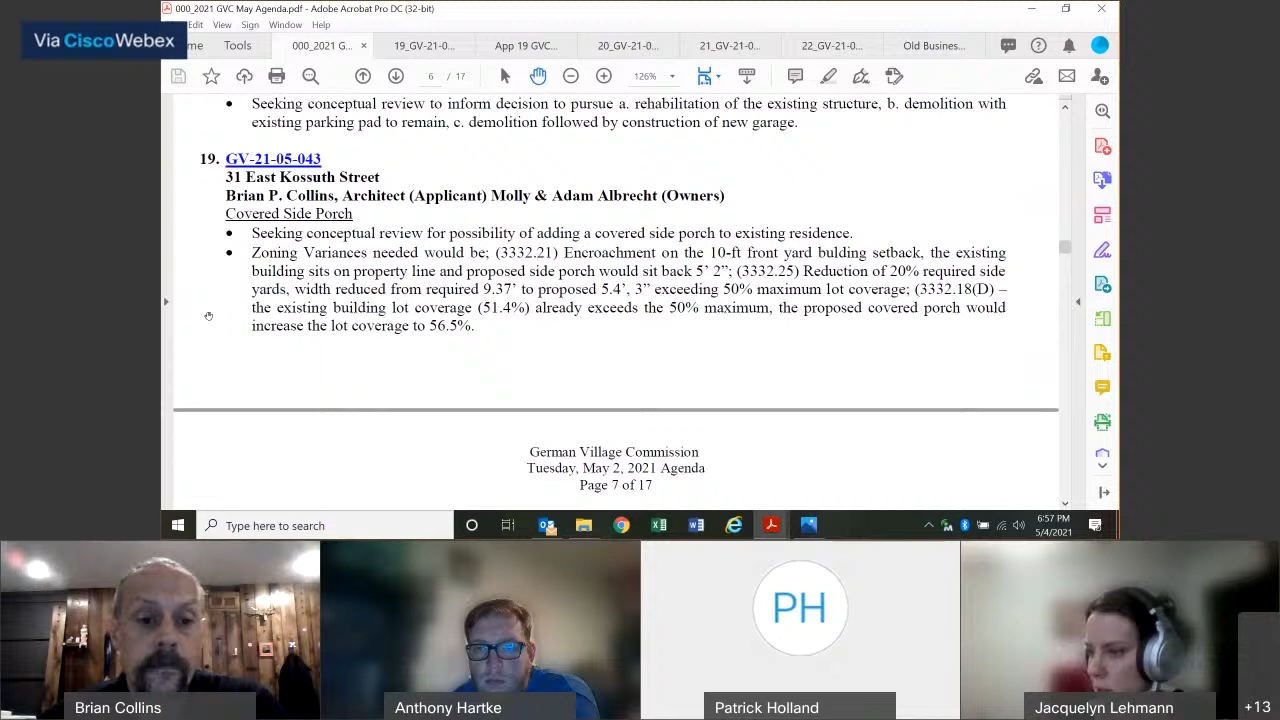 000_2021 GVC May Agenda.pdf - Adobe Acrobat Pro DC (32-bit)
Via Cisco Webex
Edit View Sign Window Help
me Tools 000_2021 G... × 19_GV-21-0... App 19 GVC... 20_GV-21-0... 21_GV-21-0... 22_GV-21-0... Old Business...
6 / 17 126%
• Seeking conceptual review to inform decision to pursue a. rehabilitation of the existing structure, b. demolition with
existing parking pad to remain, c. demolition followed by construction of new garage.
19. GV-21-05-043
31 East Kossuth Street
Brian P. Collins, Architect (Applicant) Molly & Adam Albrecht (Owners)
Covered Side Porch
• Seeking conceptual review for possibility of adding a covered side porch to existing residence.
• Zoning Variances needed would be; (3332.21) Encroachment on the 10-ft front yard bulding setback, the existing
building sits on property line and proposed side porch would sit back 5’ 2”; (3332.25) Reduction of 20% required side
yards, width reduced from required 9.37’ to proposed 5.4’, 3” exceeding 50% maximum lot coverage; (3332.18(D) –
the existing building lot coverage (51.4%) already exceeds the 50% maximum, the proposed covered porch would
increase the lot coverage to 56.5%.
German Village Commission
Tuesday, May 2, 2021 Agenda
Page 7 of 17
Type here to search
6:57 PM
5/4/2021
PH
Brian Collins
Anthony Hartke
Patrick Holland
Jacquelyn Lehmann
+13